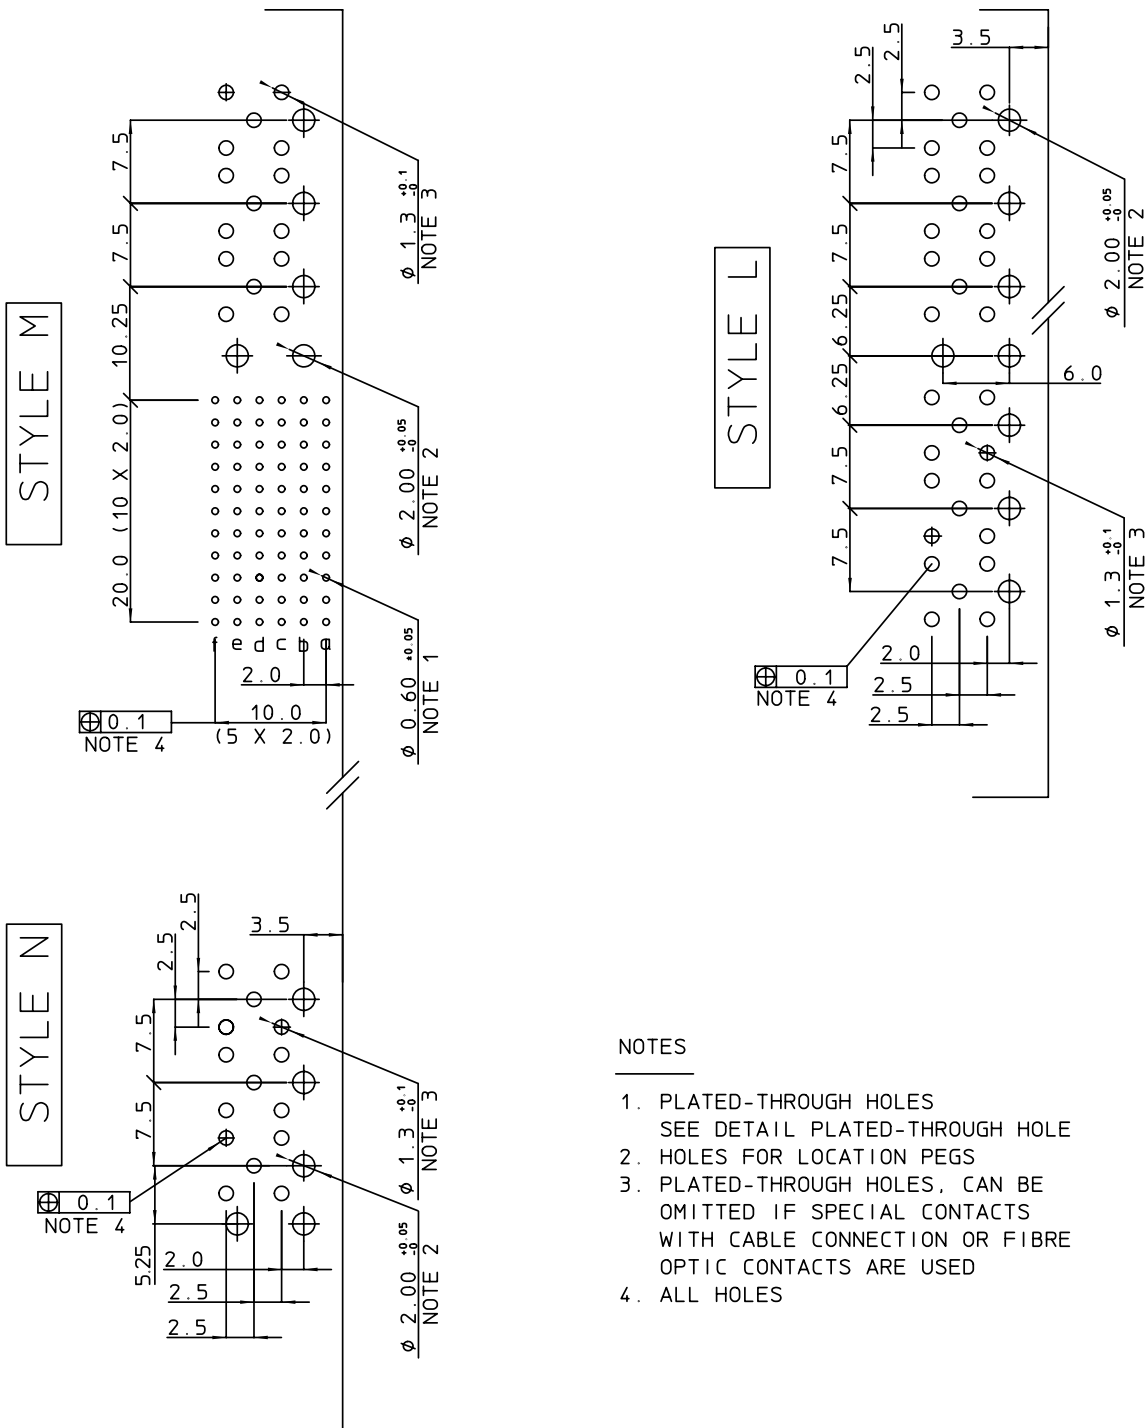 STYLE M
7.5
7.5
10.25
20.0 (10 X 2.0)
f e d c b a
2.0
10.0
(5 X 2.0)
⌖ 0.1
NOTE 4
ϕ 1.3 +0.1 -0
NOTE 3
ϕ 2.00 +0.05 -0
NOTE 2
ϕ 0.60 ±0.05
NOTE 1
STYLE L
2.5
2.5
3.5
7.5
7.5
6.25
6.25
7.5
7.5
6.0
ϕ 2.00 +0.05 -0
NOTE 2
ϕ 1.3 +0.1 -0
NOTE 3
⌖ 0.1
NOTE 4
2.0
2.5
2.5
STYLE N
2.5
2.5
3.5
7.5
7.5
5.25
⌖ 0.1
NOTE 4
2.0
2.5
2.5
ϕ 1.3 +0.1 -0
NOTE 3
ϕ 2.00 +0.05 -0
NOTE 2
NOTES
1. PLATED-THROUGH HOLES
SEE DETAIL PLATED-THROUGH HOLE
2. HOLES FOR LOCATION PEGS
3. PLATED-THROUGH HOLES, CAN BE
OMITTED IF SPECIAL CONTACTS
WITH CABLE CONNECTION OR FIBRE
OPTIC CONTACTS ARE USED
4. ALL HOLES